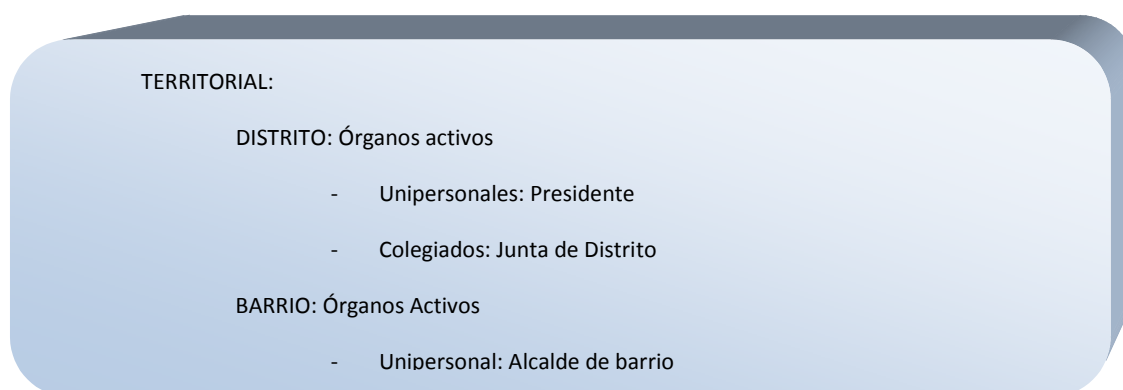 TERRITORIAL:
DISTRITO: Órganos activos
- Unipersonales: Presidente
- Colegiados: Junta de Distrito
BARRIO: Órganos Activos
- Unipersonal: Alcalde de barrio